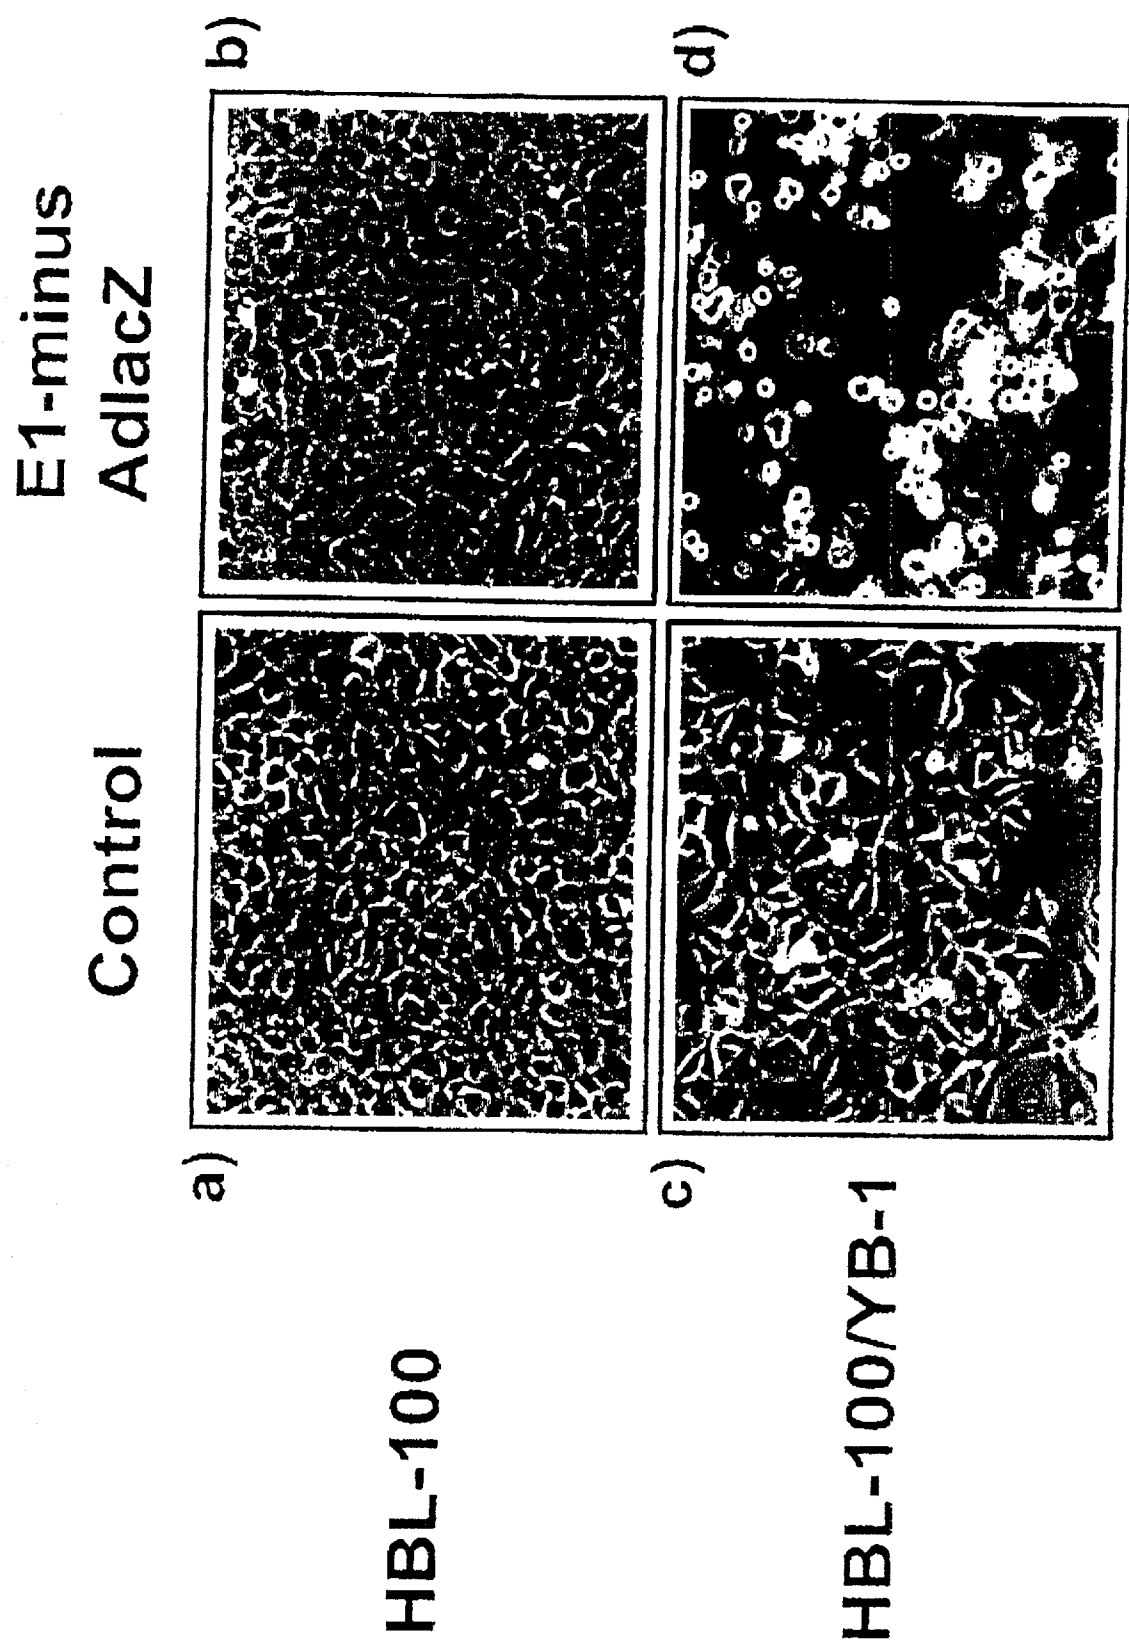 E1-minus
Control AdlacZ
a) b)
HBL-100
c) d)
HBL-100/YB-1